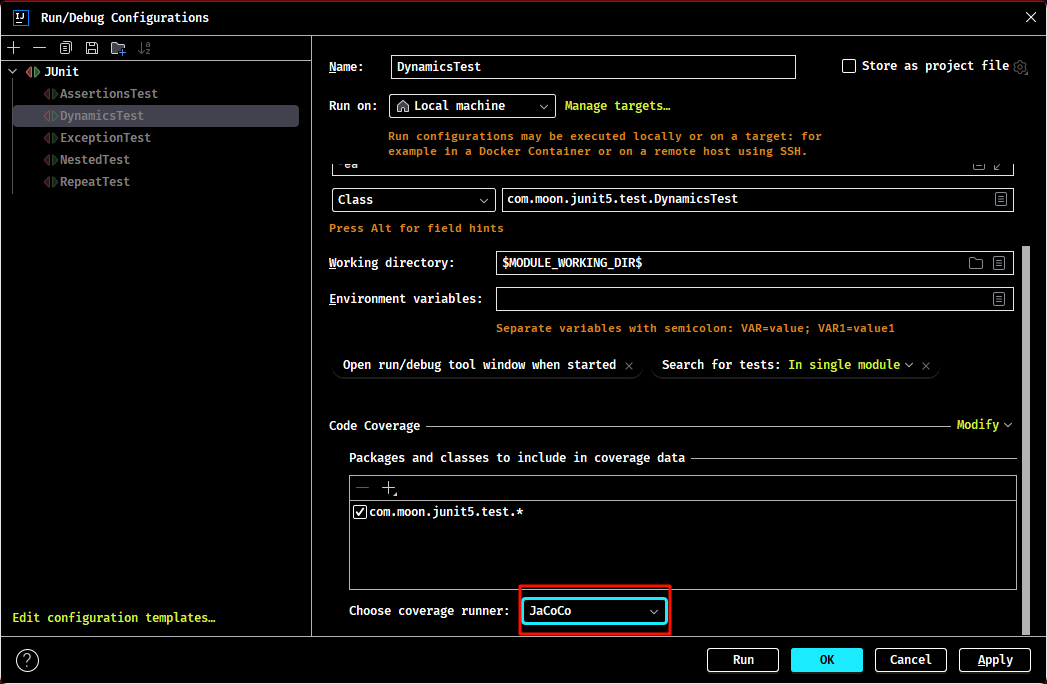 IJ Run/Debug Configurations
JUnit
AssertionsTest
DynamicsTest
ExceptionTest
NestedTest
RepeatTest
Edit configuration templates…
Name: DynamicsTest
Store as project file
Run on: Local machine Manage targets…
Run configurations may be executed locally or on a target: for
example in a Docker Container or on a remote host using SSH.
-ea
Class com.moon.junit5.test.DynamicsTest
Press Alt for field hints
Working directory: $MODULE_WORKING_DIR$
Environment variables:
Separate variables with semicolon: VAR=value; VAR1=value1
Open run/debug tool window when started × Search for tests: In single module ×
Code Coverage Modify
Packages and classes to include in coverage data
com.moon.junit5.test.*
Choose coverage runner: JaCoCo
? Run OK Cancel Apply